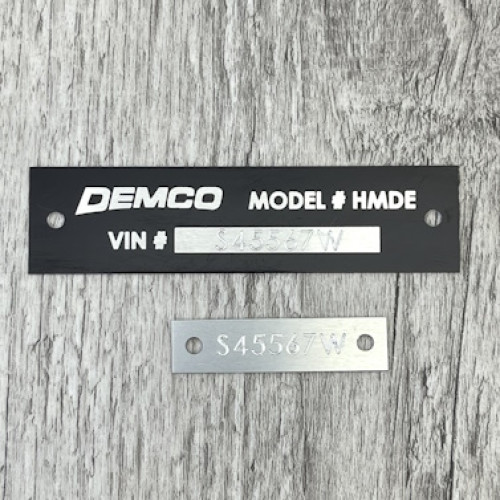 DEMCO MODEL # HMDE
VIN # S45567W
S45567W